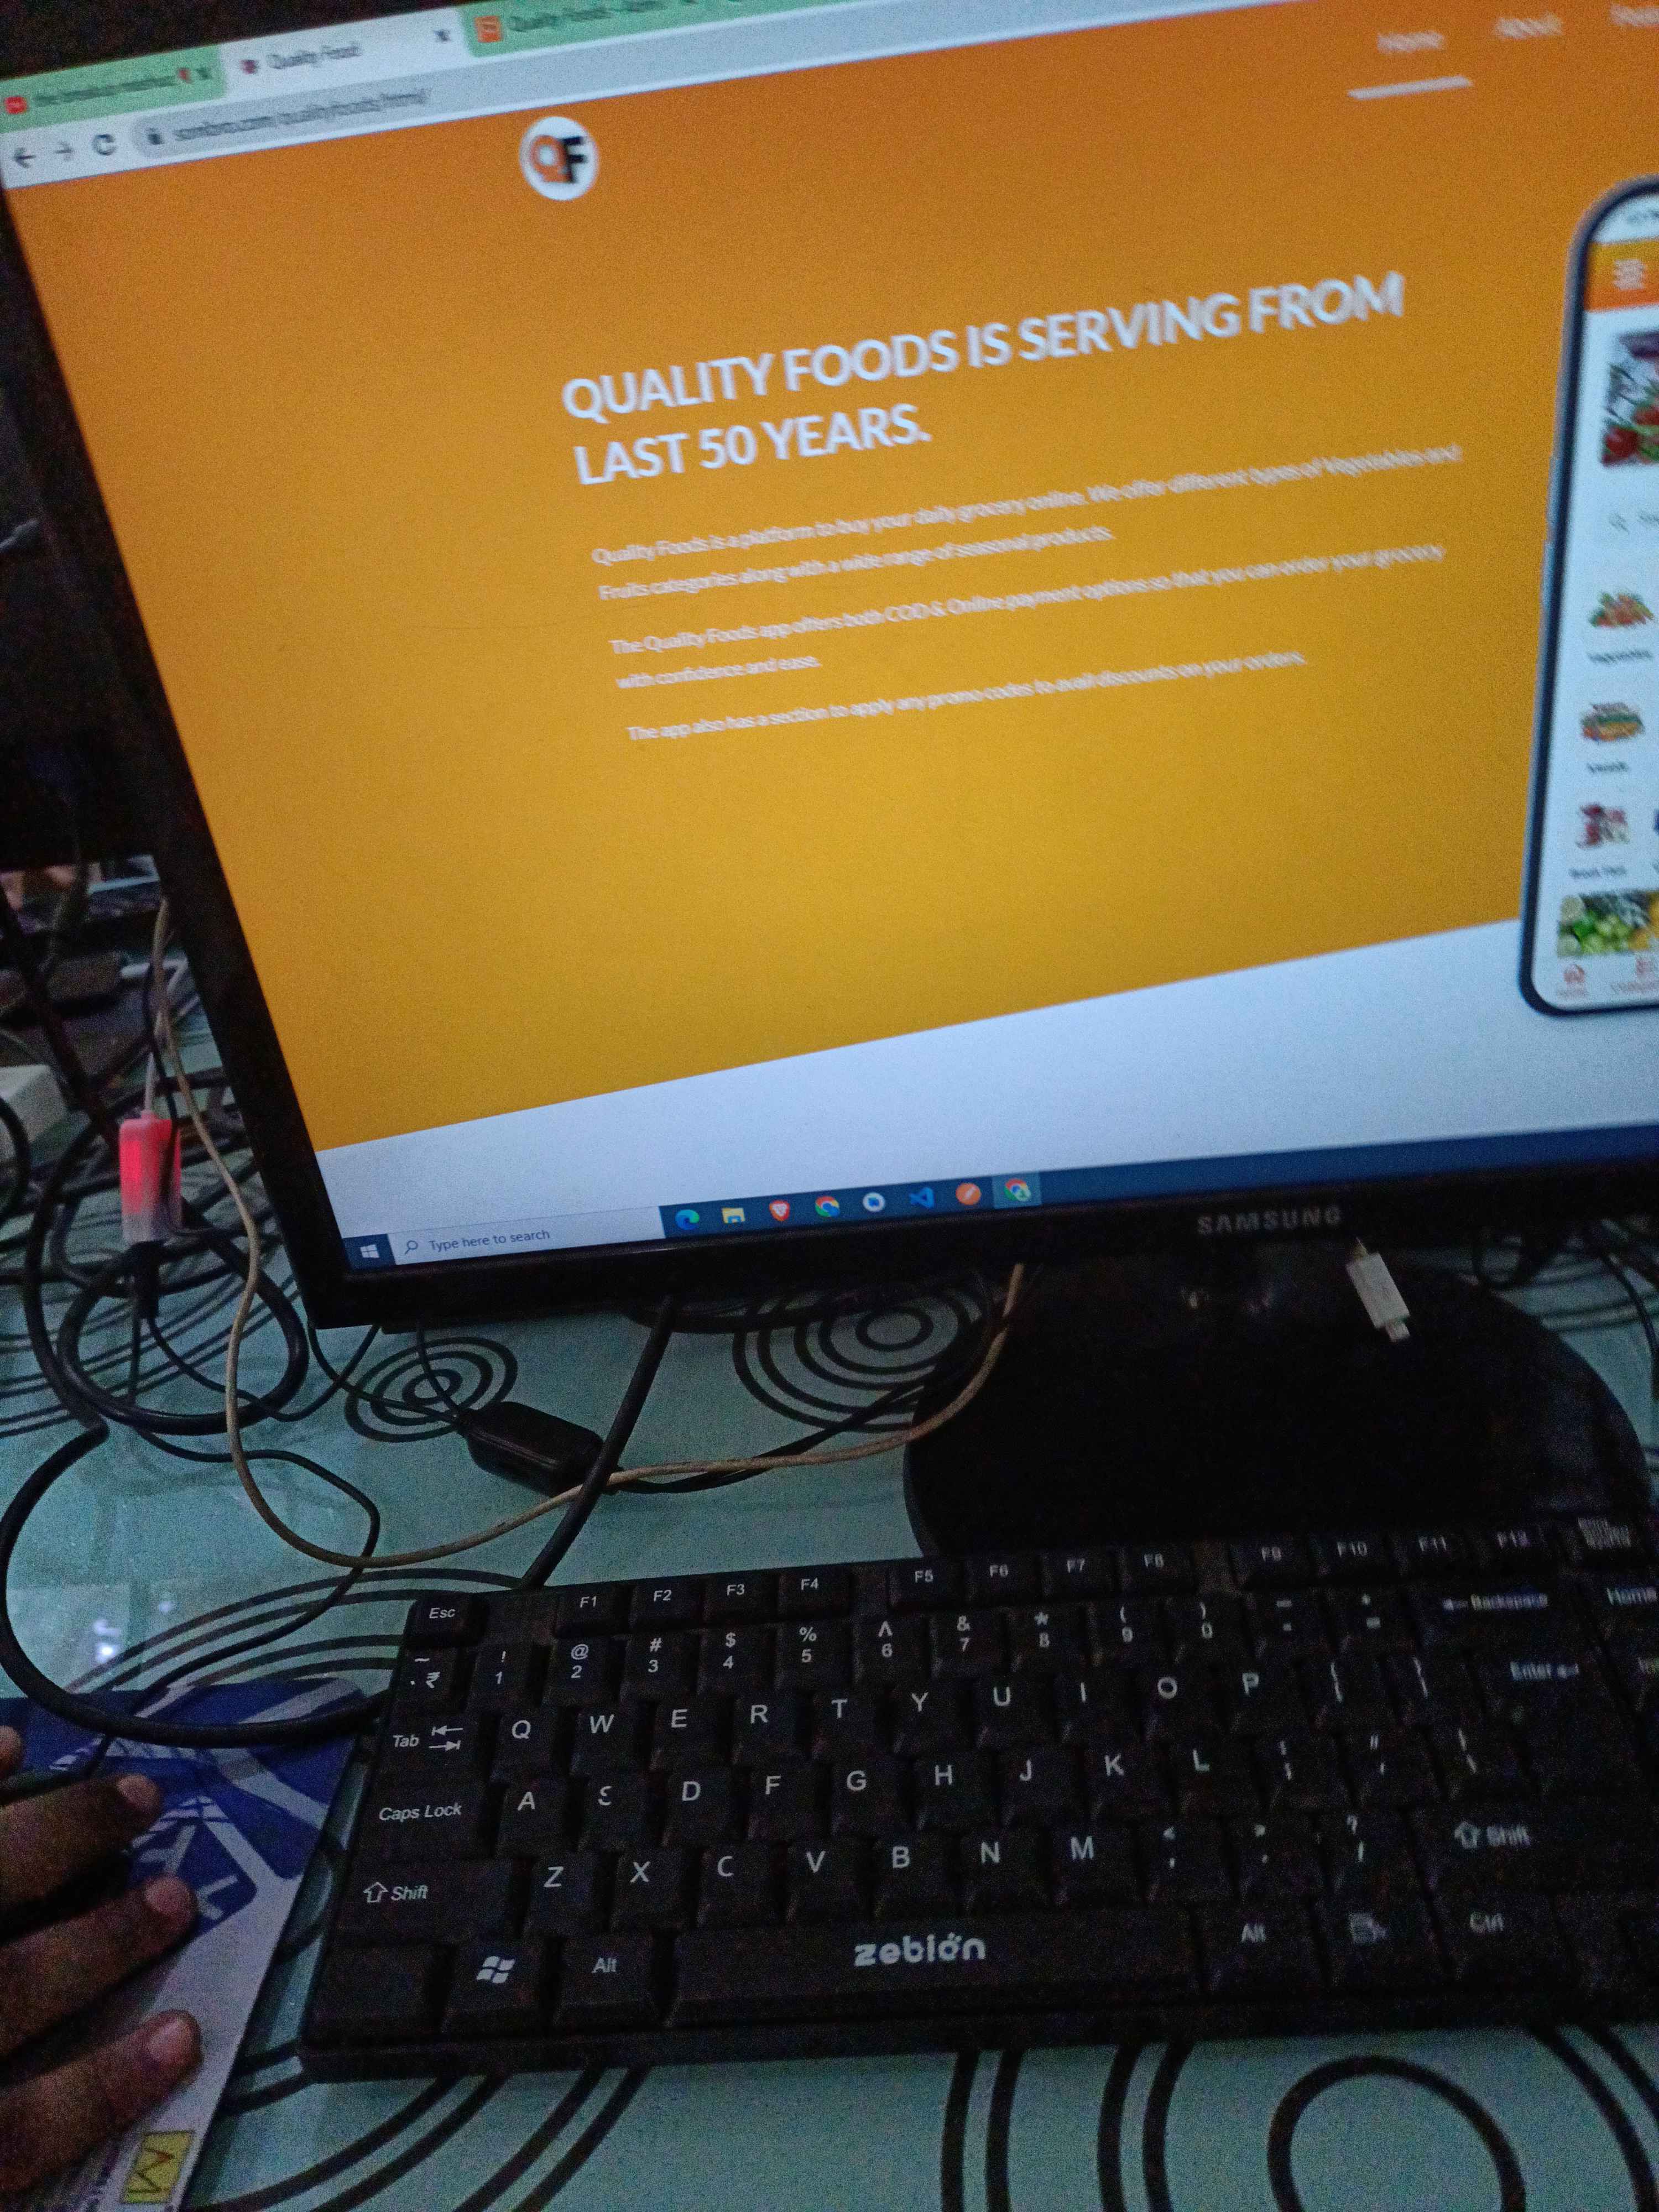 Quality Food
QF
Home About
QUALITY FOODS IS SERVING FROM
LAST 50 YEARS.
Quality Foods is a platform to buy your daily grocery online. We offer different types of Vegetables and
Fruits categories along with a wide range of seasonal products.
The Quality Foods app offers both COD & Online payment options so that you can order your grocery
with confidence and ease.
The app also has a section to apply any promo codes to avail discounts on your orders.
Vegetables
Type here to search
SAMSUNG
Esc F1 F2 F3 F4 F5 F6 F7 F8 F9 F10 F11 F12
~ ! @ # $ % ^ & * ( ) _ +
` ₹ 1 2 3 4 5 6 7 8 9 0 - = Backspace Home
Tab Q W E R T Y U I O P { } Enter
[ ]
Caps Lock A S D F G H J K L : " |
; ' \
Shift Z X C V B N M < > ? Shift
, . /
Alt zebion Alt Ctrl